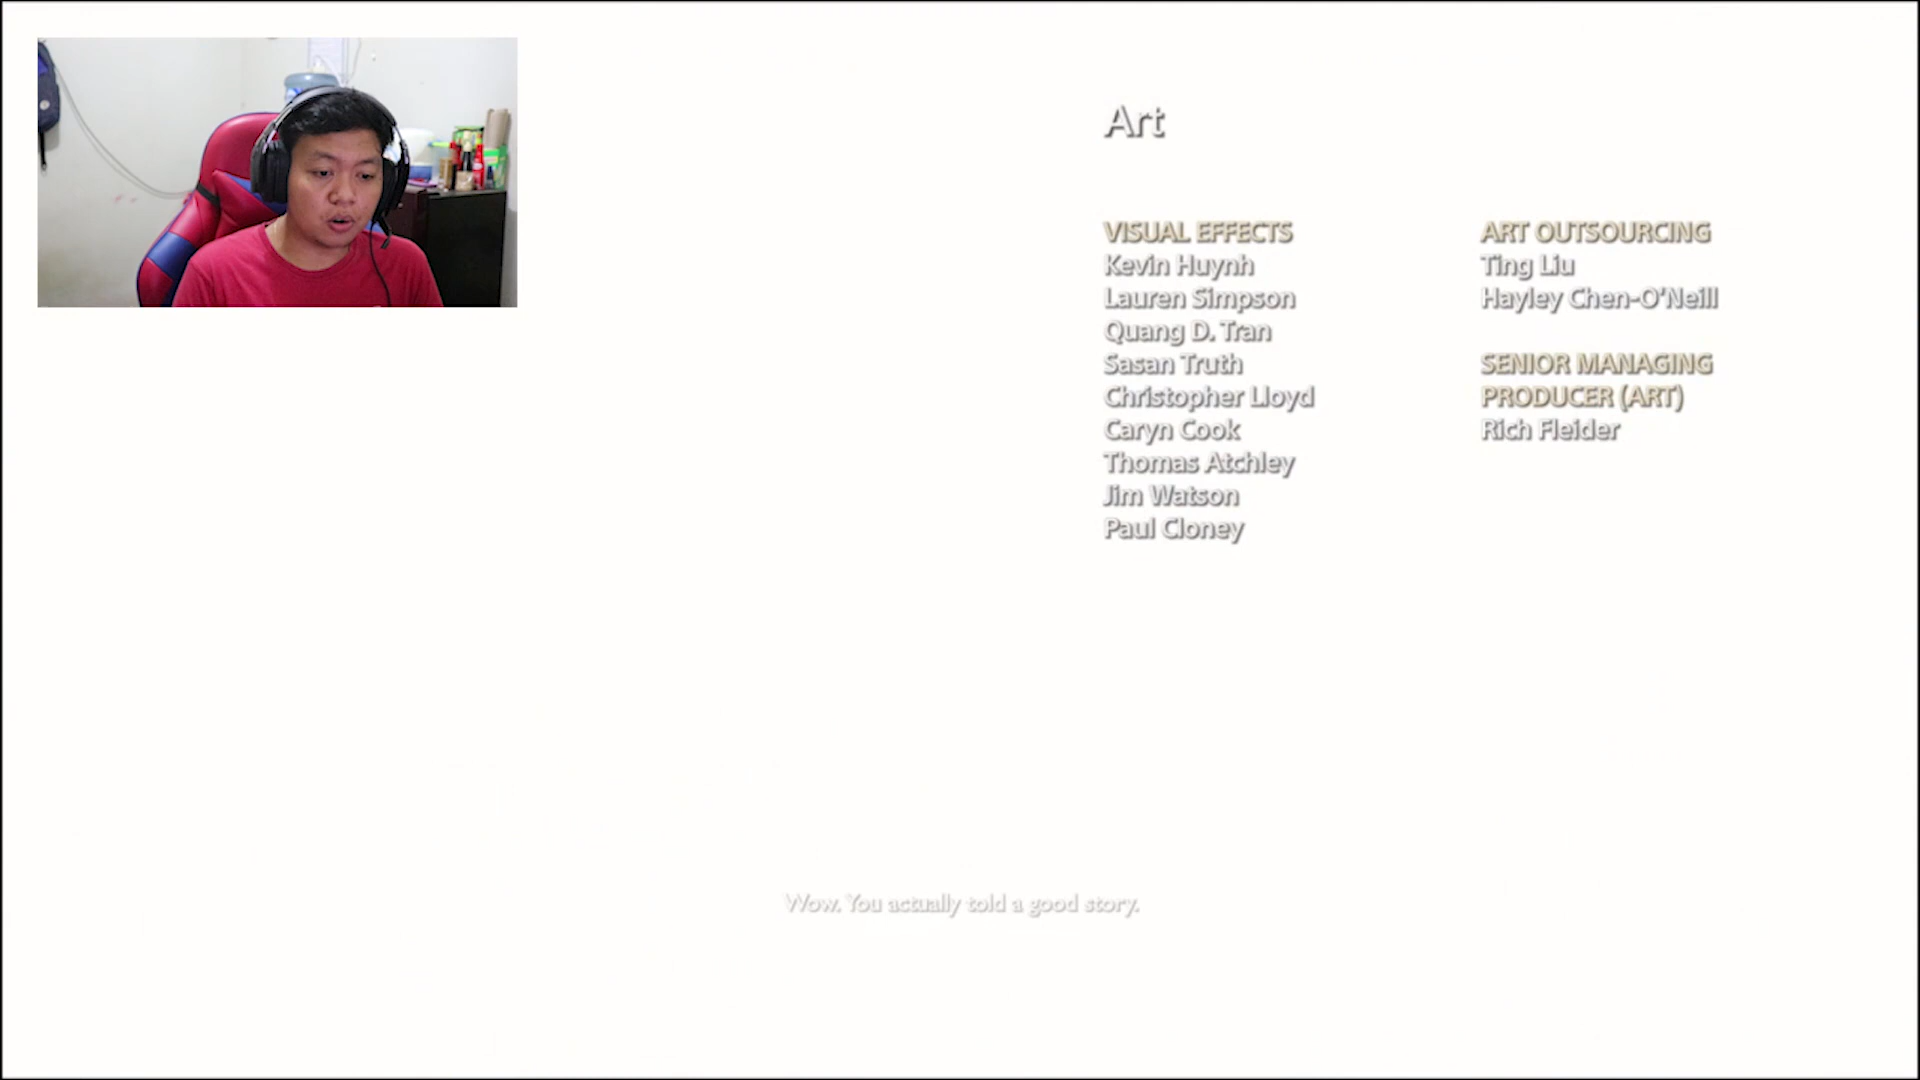 Art
VISUAL EFFECTS
Kevin Huynh
Lauren Simpson
Quang D. Tran
Sasan Truth
Christopher Lloyd
Caryn Cook
Thomas Atchley
Jim Watson
Paul Cloney
ART OUTSOURCING
Ting Liu
Hayley Chen-O'Neill
SENIOR MANAGING
PRODUCER (ART)
Rich Fleider
Wow. You actually told a good story.